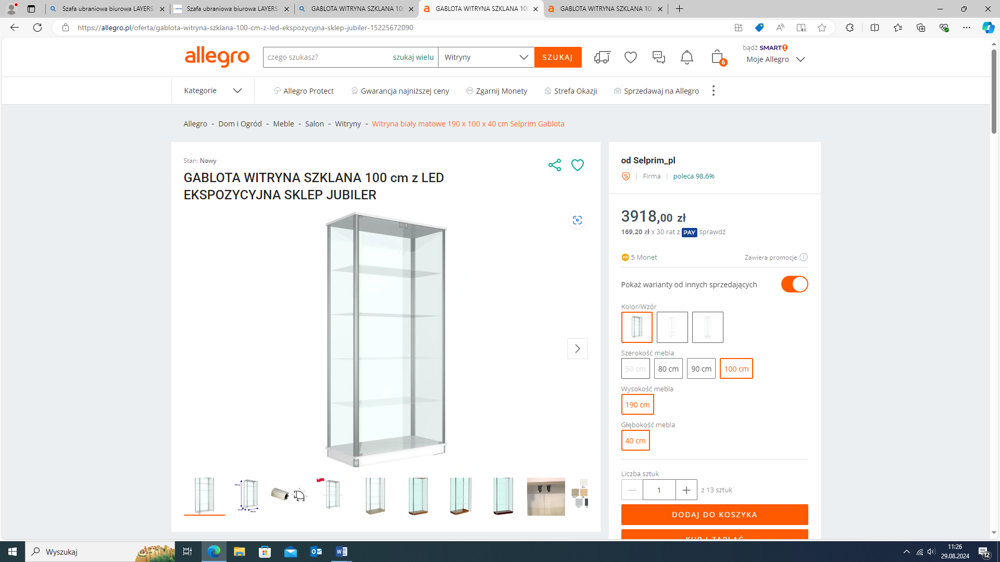 Szafa ubraniowa biurowa LAYERS
Szafa ubraniowa biurowa LAYERS
GABLOTA WITRYNA SZKLANA 100
GABLOTA WITRYNA SZKLANA 100
GABLOTA WITRYNA SZKLANA 100
https://allegro.pl/oferta/gablota-witryna-szklana-100-cm-z-led-ekspozycyjna-sklep-jubiler-15225672090
allegro
czego szukasz? szukaj wielu Witryny SZUKAJ
6
bądź SMART
Moje Allegro
Kategorie
Allegro Protect Gwarancja najniższej ceny Zgarnij Monety Strefa Okazji Sprzedawaj na Allegro
Allegro - Dom i Ogród - Meble - Salon - Witryny - Witryna biały matowe 190 x 100 x 40 cm Selprim Gablota
Stan: Nowy
GABLOTA WITRYNA SZKLANA 100 cm z LED
EKSPOZYCYJNA SKLEP JUBILER
od Selprim_pl
Firma | poleca 98,6%
3918,00 zł
169,20 zł x 30 rat z PAY sprawdź
5 Monet Zawiera promocje
Pokaż warianty od innych sprzedających
Kolor/Wzór
Szerokość mebla
50 cm 80 cm 90 cm 100 cm
Wysokość mebla
190 cm
Głębokość mebla
40 cm
Liczba sztuk
1 z 13 sztuk
DODAJ DO KOSZYKA
KUP I ZAPŁAĆ
Wyszukaj
11:26
29.08.2024
12